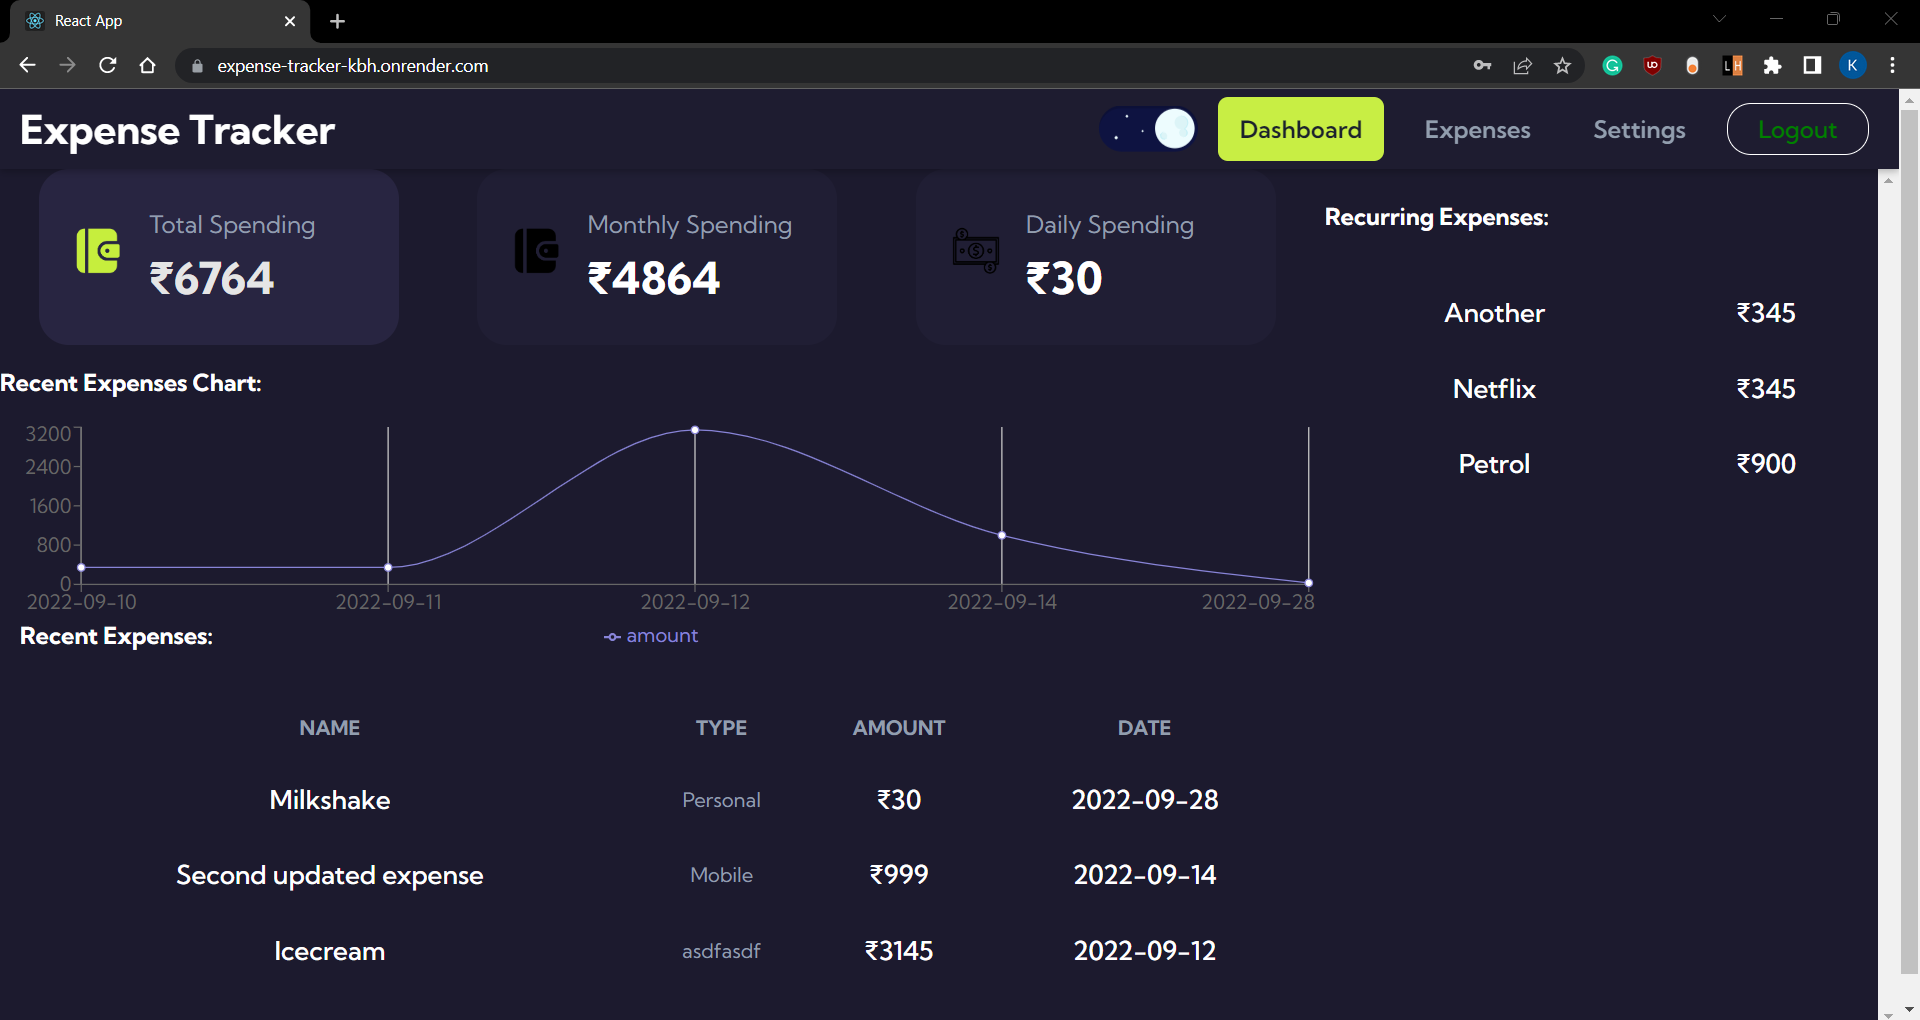 React App
expense-tracker-kbh.onrender.com
K
Expense Tracker
Dashboard
Expenses
Settings
Logout
Total Spending
₹6764
Monthly Spending
₹4864
Daily Spending
₹30
Recurring Expenses:
Another ₹345
Netflix ₹345
Petrol ₹900
Recent Expenses Chart:
3200
2400
1600
800
0
2022-09-10 2022-09-11 2022-09-12 2022-09-14 2022-09-28
amount
Recent Expenses:
NAME TYPE AMOUNT DATE
Milkshake Personal ₹30 2022-09-28
Second updated expense Mobile ₹999 2022-09-14
Icecream asdfasdf ₹3145 2022-09-12